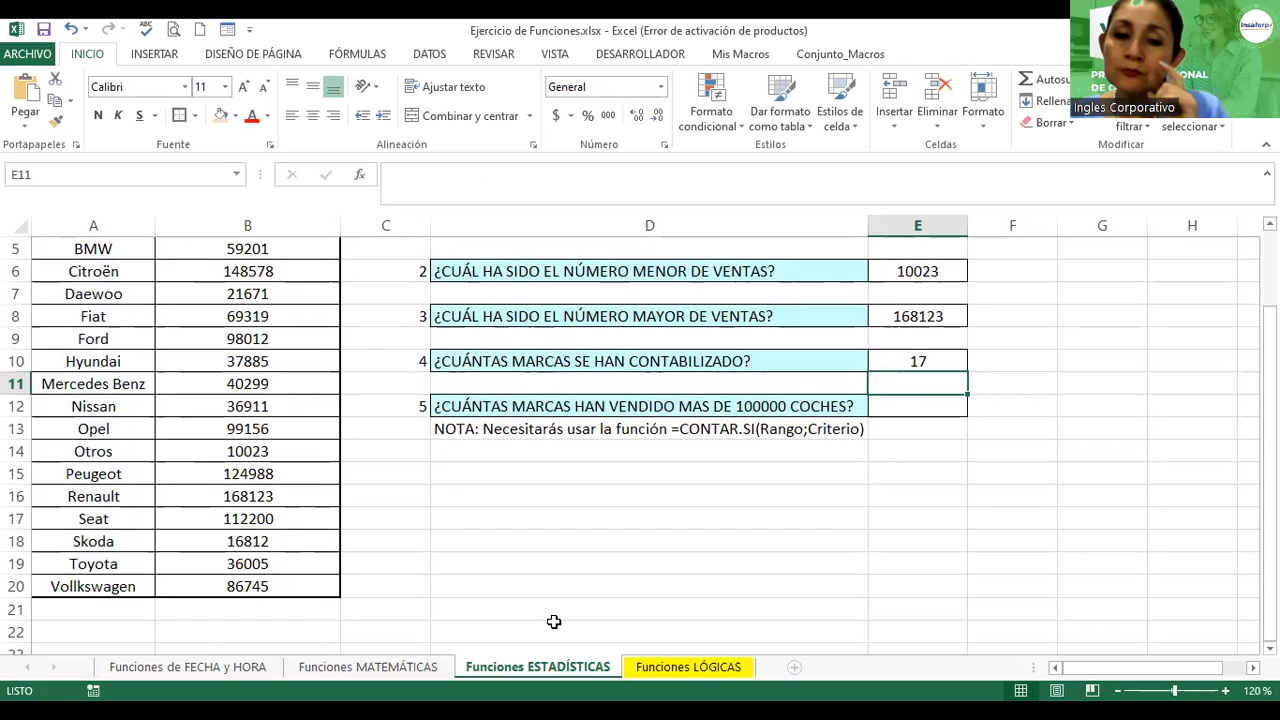 Ejercicio de Funciones.xlsx - Excel (Error de activación de productos)
ARCHIVO INICIO INSERTAR DISEÑO DE PÁGINA FÓRMULAS DATOS REVISAR VISTA DESARROLLADOR Mis Macros Conjunto_Macros
Pegar
Calibri 11
N K S
Ajustar texto
Combinar y centrar
General
$ % 000
Formato condicional
Dar formato como tabla
Estilos de celda
Insertar
Eliminar
Formato
Borrar
filtrar
seleccionar
Portapapeles Fuente Alineación Número Estilos Celdas Modificar
Insaforp
Ingles Corporativo
E11
fx
A B C D E F G H
5 BMW 59201
6 Citroën 148578 2 ¿CUÁL HA SIDO EL NÚMERO MENOR DE VENTAS? 10023
7 Daewoo 21671
8 Fiat 69319 3 ¿CUÁL HA SIDO EL NÚMERO MAYOR DE VENTAS? 168123
9 Ford 98012
10 Hyundai 37885 4 ¿CUÁNTAS MARCAS SE HAN CONTABILIZADO? 17
11 Mercedes Benz 40299
12 Nissan 36911 5 ¿CUÁNTAS MARCAS HAN VENDIDO MAS DE 100000 COCHES?
13 Opel 99156 NOTA: Necesitarás usar la función =CONTAR.SI(Rango;Criterio)
14 Otros 10023
15 Peugeot 124988
16 Renault 168123
17 Seat 112200
18 Skoda 16812
19 Toyota 36005
20 Vollkswagen 86745
21
22
Funciones de FECHA y HORA Funciones MATEMÁTICAS Funciones ESTADÍSTICAS Funciones LÓGICAS
LISTO 120 %